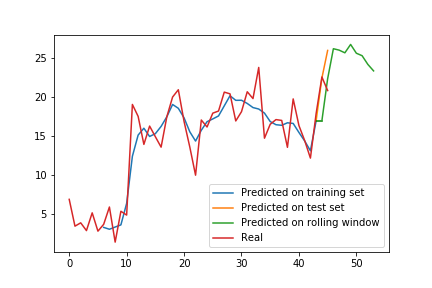 25
20
15
10
5
0 10 20 30 40 50
Predicted on training set
Predicted on test set
Predicted on rolling window
Real